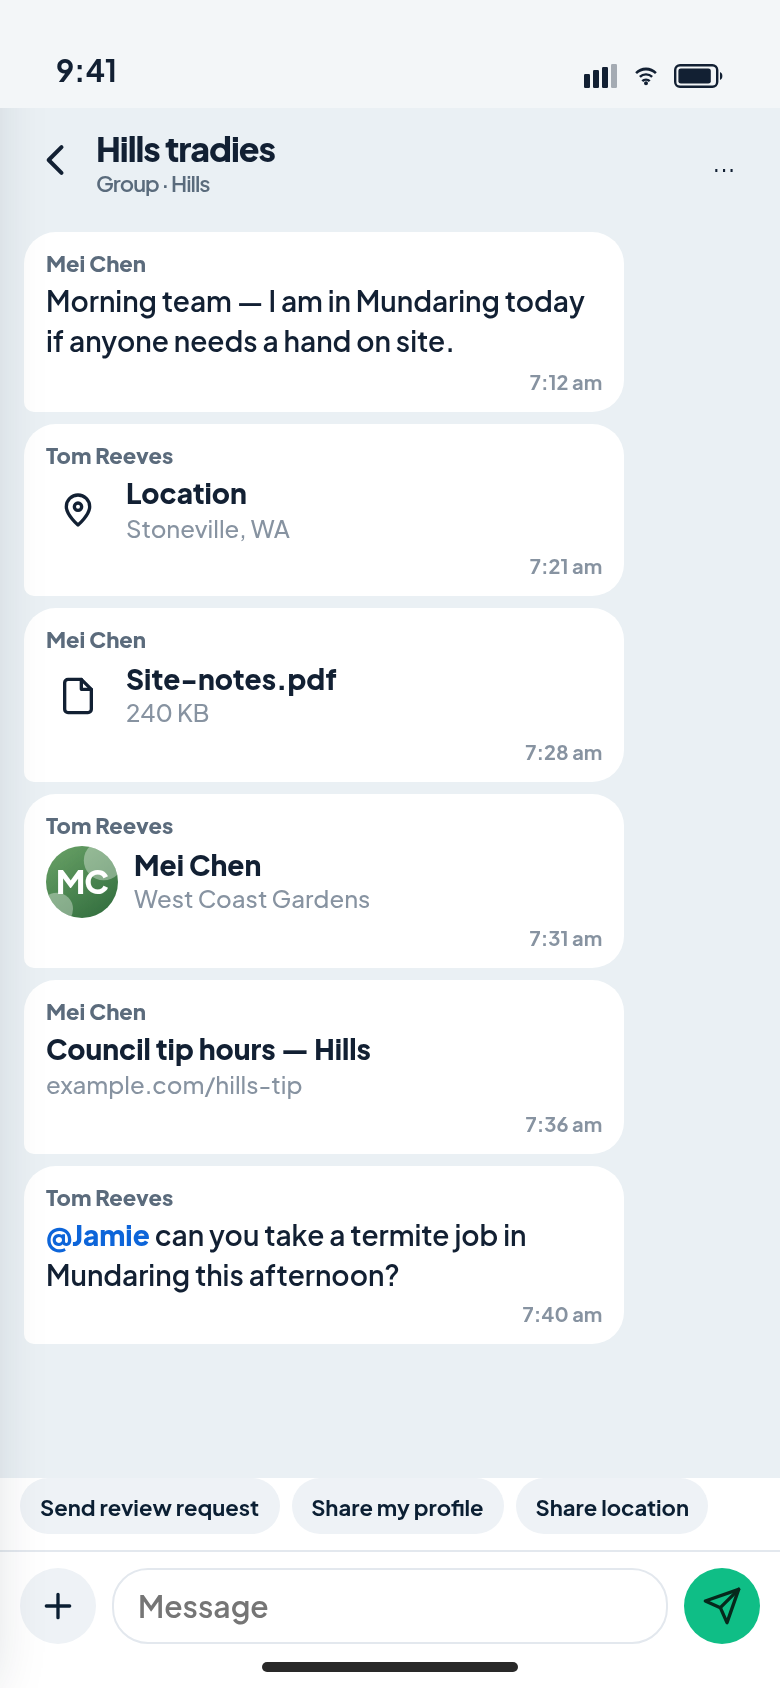 9:41
Hills tradies
Group · Hills
...
Mei Chen
Morning team — I am in Mundaring today
if anyone needs a hand on site.
7:12 am
Tom Reeves
Location
Stoneville, WA
7:21 am
Mei Chen
Site-notes.pdf
240 KB
7:28 am
Tom Reeves
MC
Mei Chen
West Coast Gardens
7:31 am
Mei Chen
Council tip hours — Hills
example.com/hills-tip
7:36 am
Tom Reeves
@Jamie can you take a termite job in
Mundaring this afternoon?
7:40 am
Send review request
Share my profile
Share location
Message